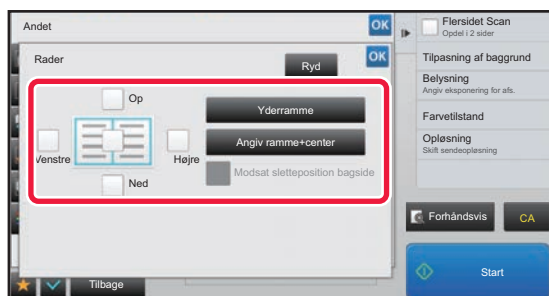 Andet
OK
Rader
Ryd
OK
Op
Venstre
Højre
Ned
Yderramme
Angiv ramme+center
Modsat sletteposition bagside
Tilbage
Flersidet Scan
Opdel i 2 sider
Tilpasning af baggrund
Belysning
Angiv eksponering for afs.
Farvetilstand
Opløsning
Skift sendeopløsning
Forhåndsvis
CA
Start